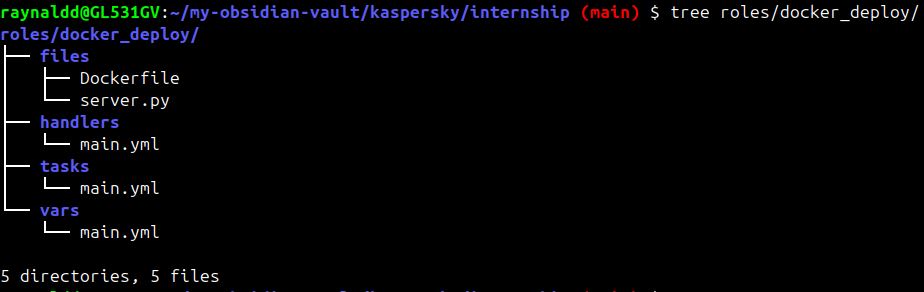 raynaldd@GL531GV:~/my-obsidian-vault/kaspersky/internship (main) $ tree roles/docker_deploy/
roles/docker_deploy/
├── files
│   ├── Dockerfile
│   └── server.py
├── handlers
│   └── main.yml
├── tasks
│   └── main.yml
└── vars
    └── main.yml

5 directories, 5 files